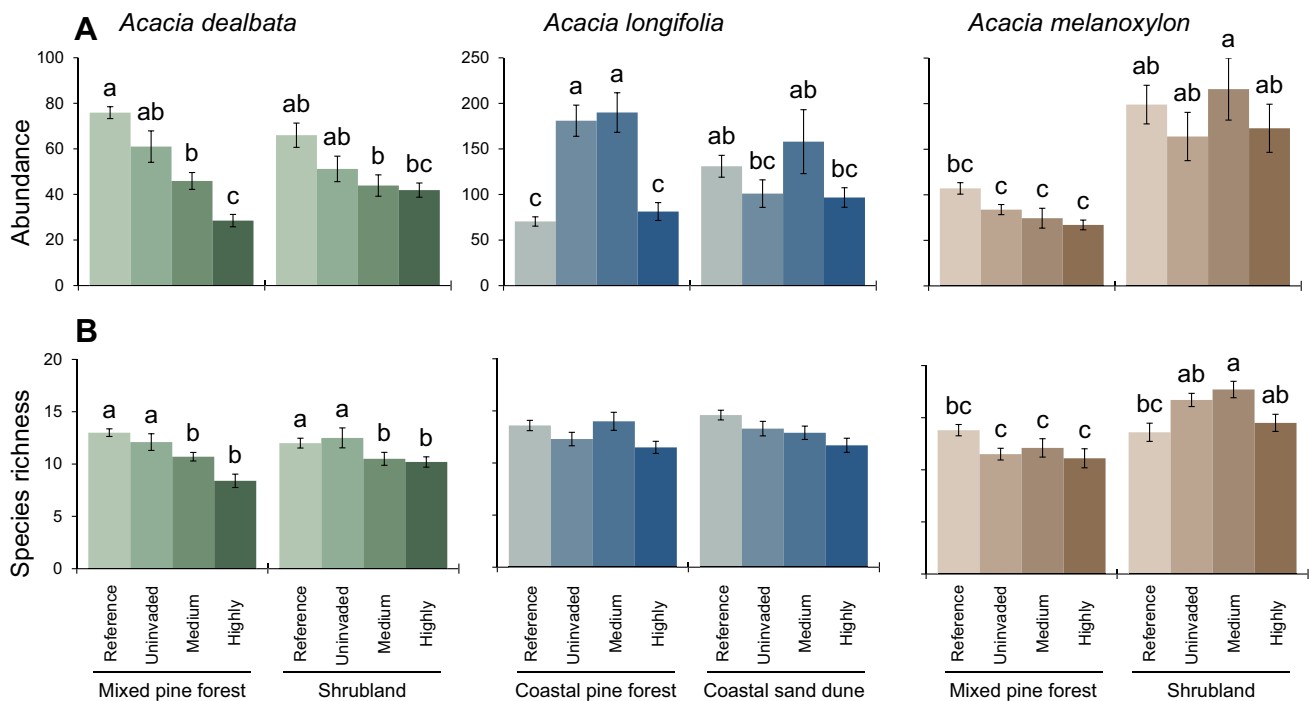 A
Acacia dealbata
Acacia longifolia
Acacia melanoxylon
Abundance
100
80
60
40
20
0
a
ab
b
c
ab
ab
b
bc
250
200
150
100
50
0
c
a
a
c
ab
bc
ab
bc
bc
c
c
c
ab
ab
a
ab
B
Species richness
20
15
10
5
0
a
a
b
b
a
a
b
b
bc
c
c
c
bc
ab
a
ab
Reference
Uninvaded
Medium
Highly
Reference
Uninvaded
Medium
Highly
Reference
Uninvaded
Medium
Highly
Reference
Uninvaded
Medium
Highly
Reference
Uninvaded
Medium
Highly
Reference
Uninvaded
Medium
Highly
Mixed pine forest
Shrubland
Coastal pine forest
Coastal sand dune
Mixed pine forest
Shrubland